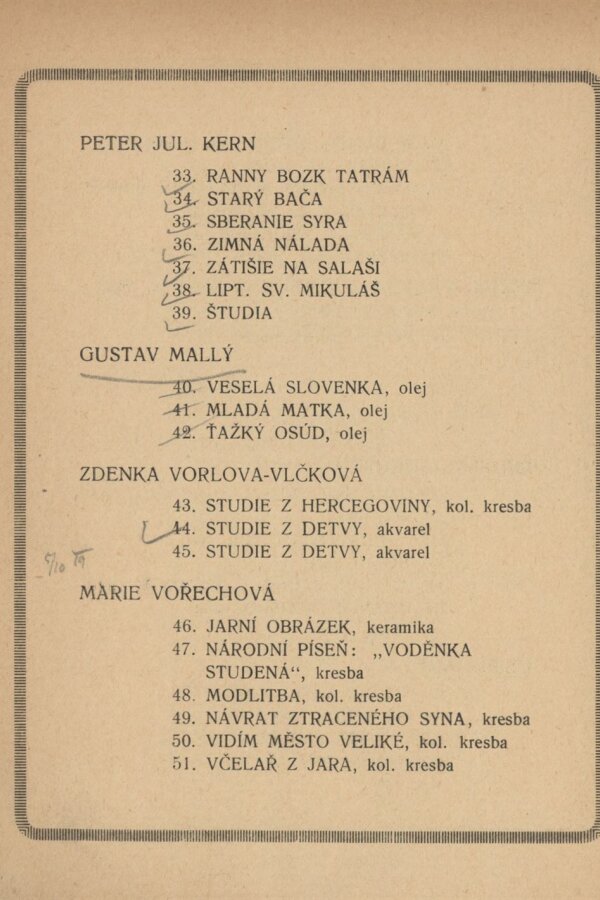 PETER JUL. KERN
33. RANNY BOZK TATRÁM
34. STARÝ BAČA
35. SBERANIE SYRA
36. ZIMNÁ NÁLADA
37. ZÁTIŠIE NA SALAŠI
38. LIPT. SV. MIKULÁŠ
39. ŠTUDIA
GUSTAV MALLÝ
40. VESELÁ SLOVENKA, olej
41. MLADÁ MATKA, olej
42. ŤAŽKÝ OSÚD, olej
ZDENKA VORLOVA-VLČKOVÁ
43. STUDIE Z HERCEGOVINY, kol. kresba
44. STUDIE Z DETVY, akvarel
45. STUDIE Z DETVY, akvarel
MARIE VOŘECHOVÁ
46. JARNÍ OBRÁZEK, keramika
47. NÁRODNÍ PÍSEŇ: „VODĚNKA
STUDENÁ“, kresba
48. MODLITBA, kol. kresba
49. NÁVRAT ZTRACENÉHO SYNA, kresba
50. VIDÍM MĚSTO VELIKÉ, kol. kresba
51. VČELAŘ Z JARA, kol. kresba